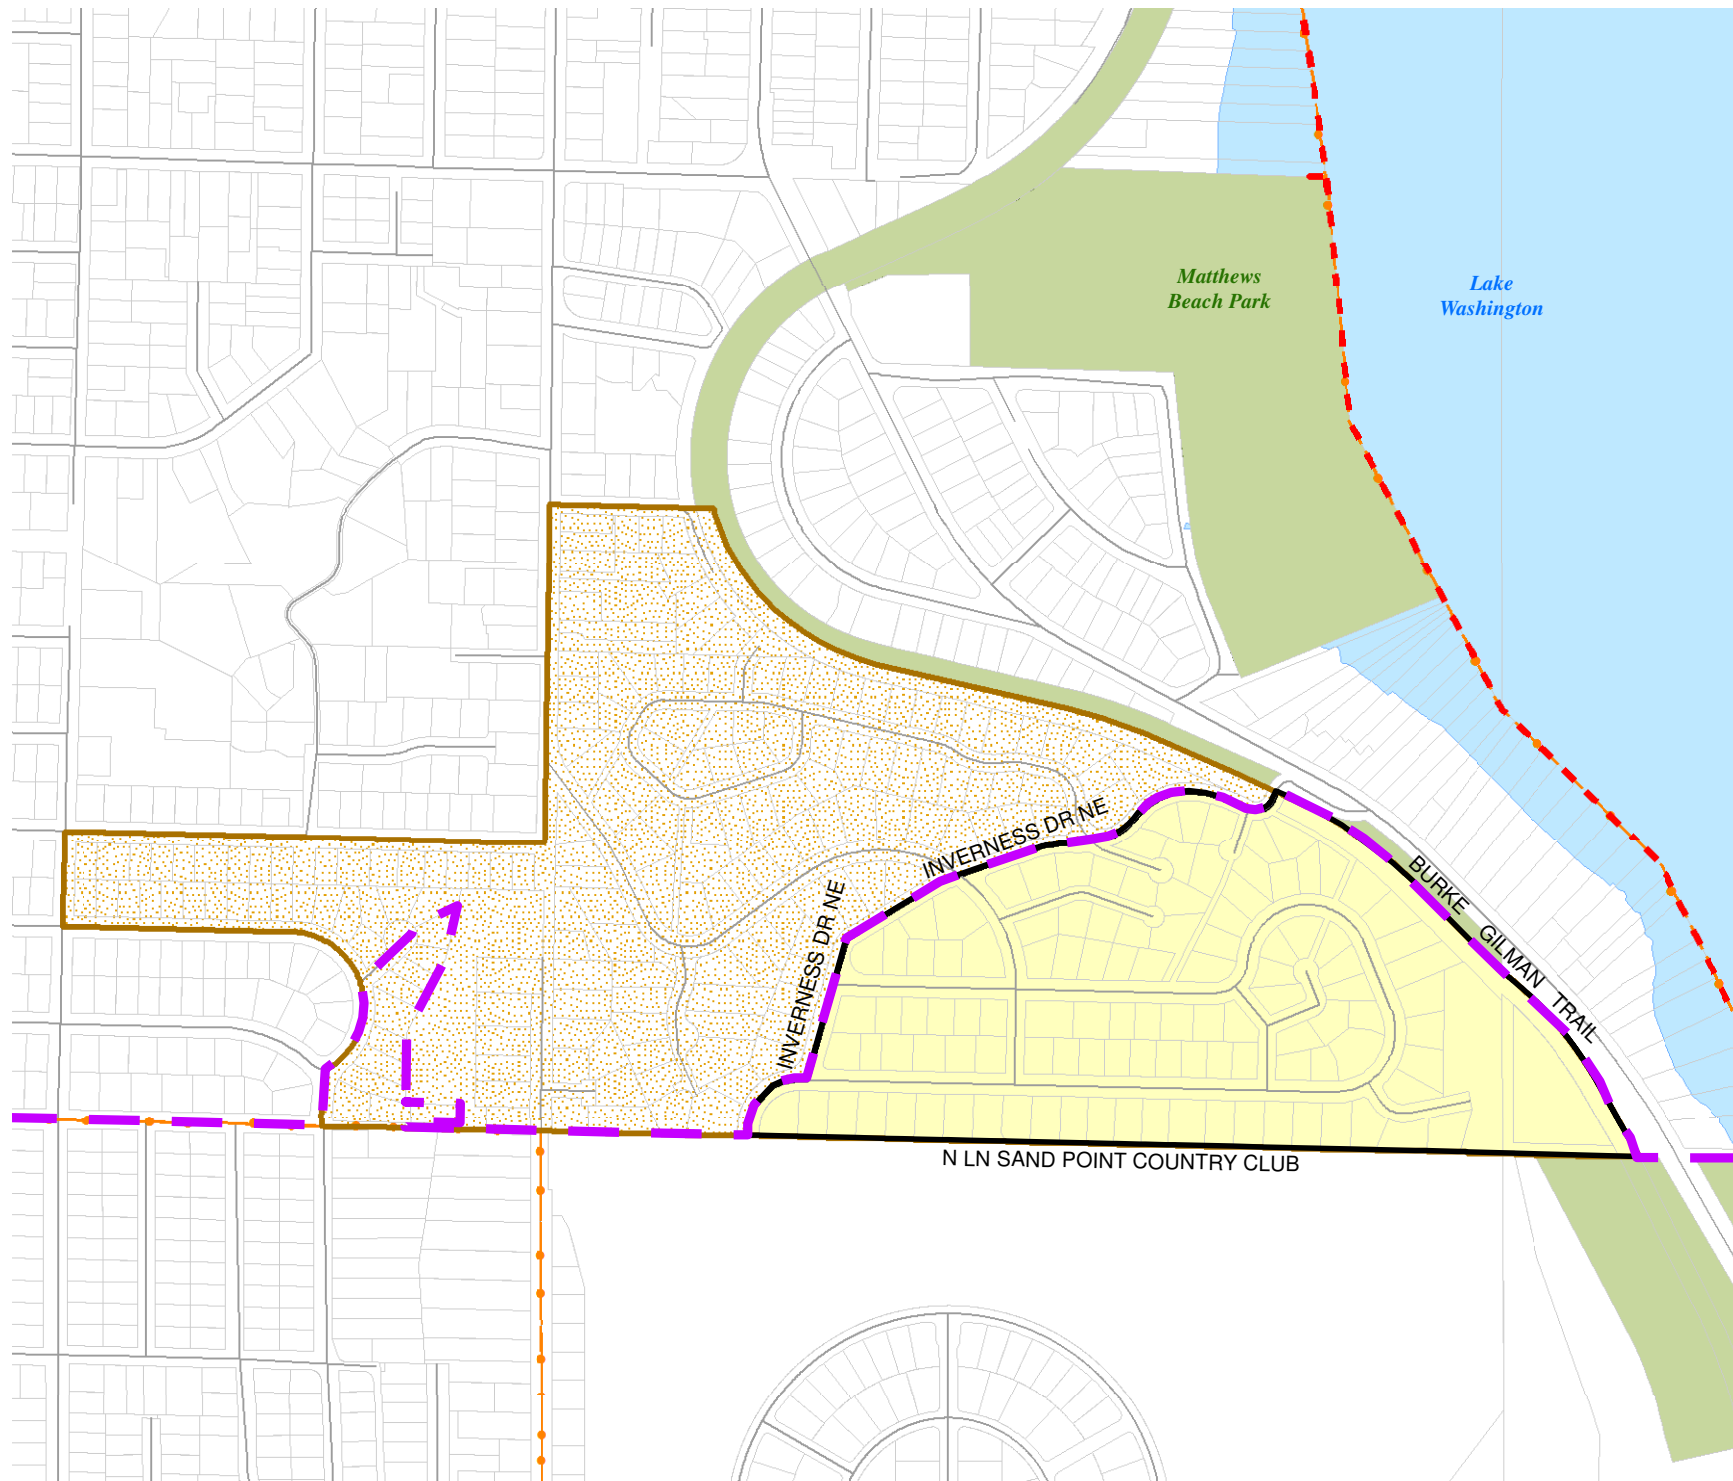 Matthews
Beach Park
Lake
Washington
INVERNESS DR NE
INVERNESS DR NE
BURKE GILMAN TRAIL
N LN SAND POINT COUNTRY CLUB